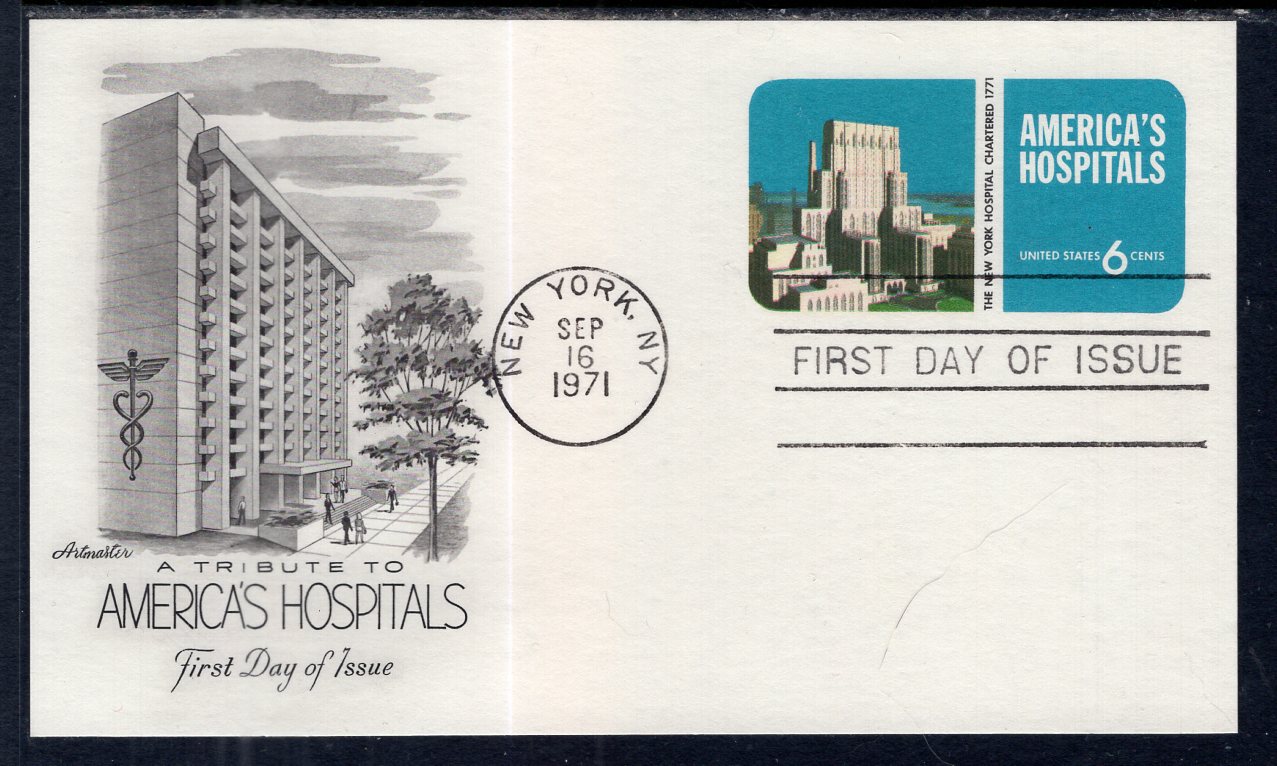 Artmaster
A TRIBUTE TO
AMERICA'S HOSPITALS
First Day of Issue
NEW YORK, NY
SEP
16
1971
THE NEW YORK HOSPITAL CHARTERED 1771
AMERICA'S
HOSPITALS
UNITED STATES 6 CENTS
FIRST DAY OF ISSUE